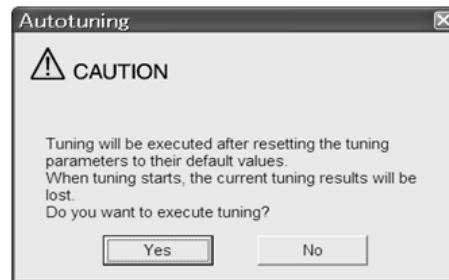 Autotuning
CAUTION
Tuning will be executed after resetting the tuning
parameters to their default values.
When tuning starts, the current tuning results will be
lost.
Do you want to execute tuning?
Yes No